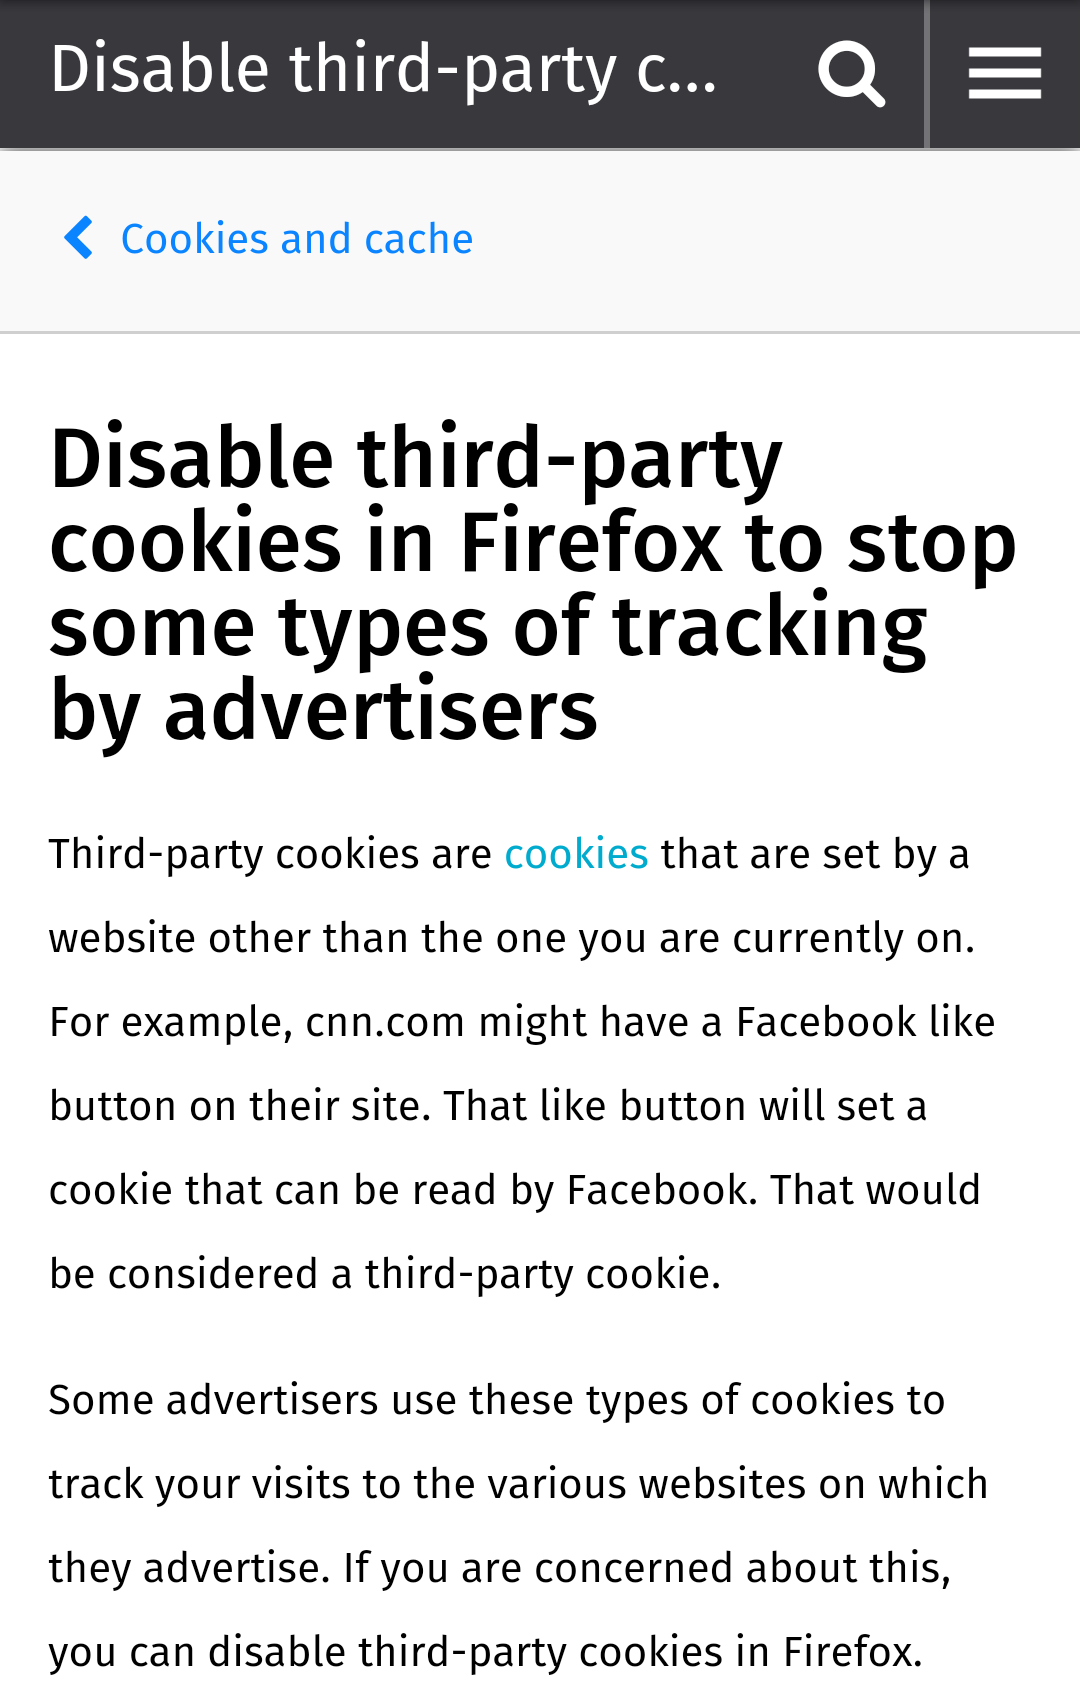 Disable third-party c...
Cookies and cache
Disable third-party
cookies in Firefox to stop
some types of tracking
by advertisers
Third-party cookies are cookies that are set by a
website other than the one you are currently on.
For example, cnn.com might have a Facebook like
button on their site. That like button will set a
cookie that can be read by Facebook. That would
be considered a third-party cookie.
Some advertisers use these types of cookies to
track your visits to the various websites on which
they advertise. If you are concerned about this,
you can disable third-party cookies in Firefox.